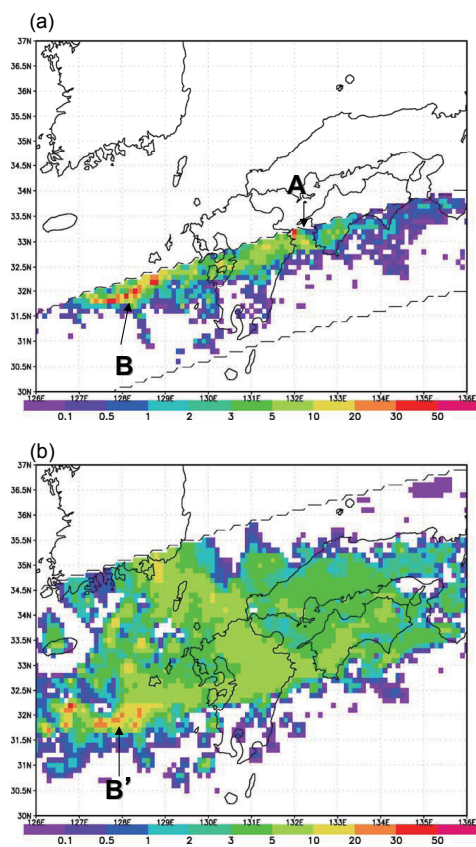 (a)
37N
36.5N
36N
35.5N
35N
34.5N
34N
A
33.5N
33N
32.5N
32N
31.5N
31N
30.5N
B
30N
126E 127E 128E 129E 130E 131E 132E 133E 134E 135E 136E
0.1 0.5 1 2 3 5 10 20 30 50
(b)
37N
36.5N
36N
35.5N
35N
34.5N
34N
33.5N
33N
32.5N
32N
31.5N
31N
30.5N
B’
30N
126E 127E 128E 129E 130E 131E 132E 133E 134E 135E 136E
0.1 0.5 1 2 3 5 10 20 30 50